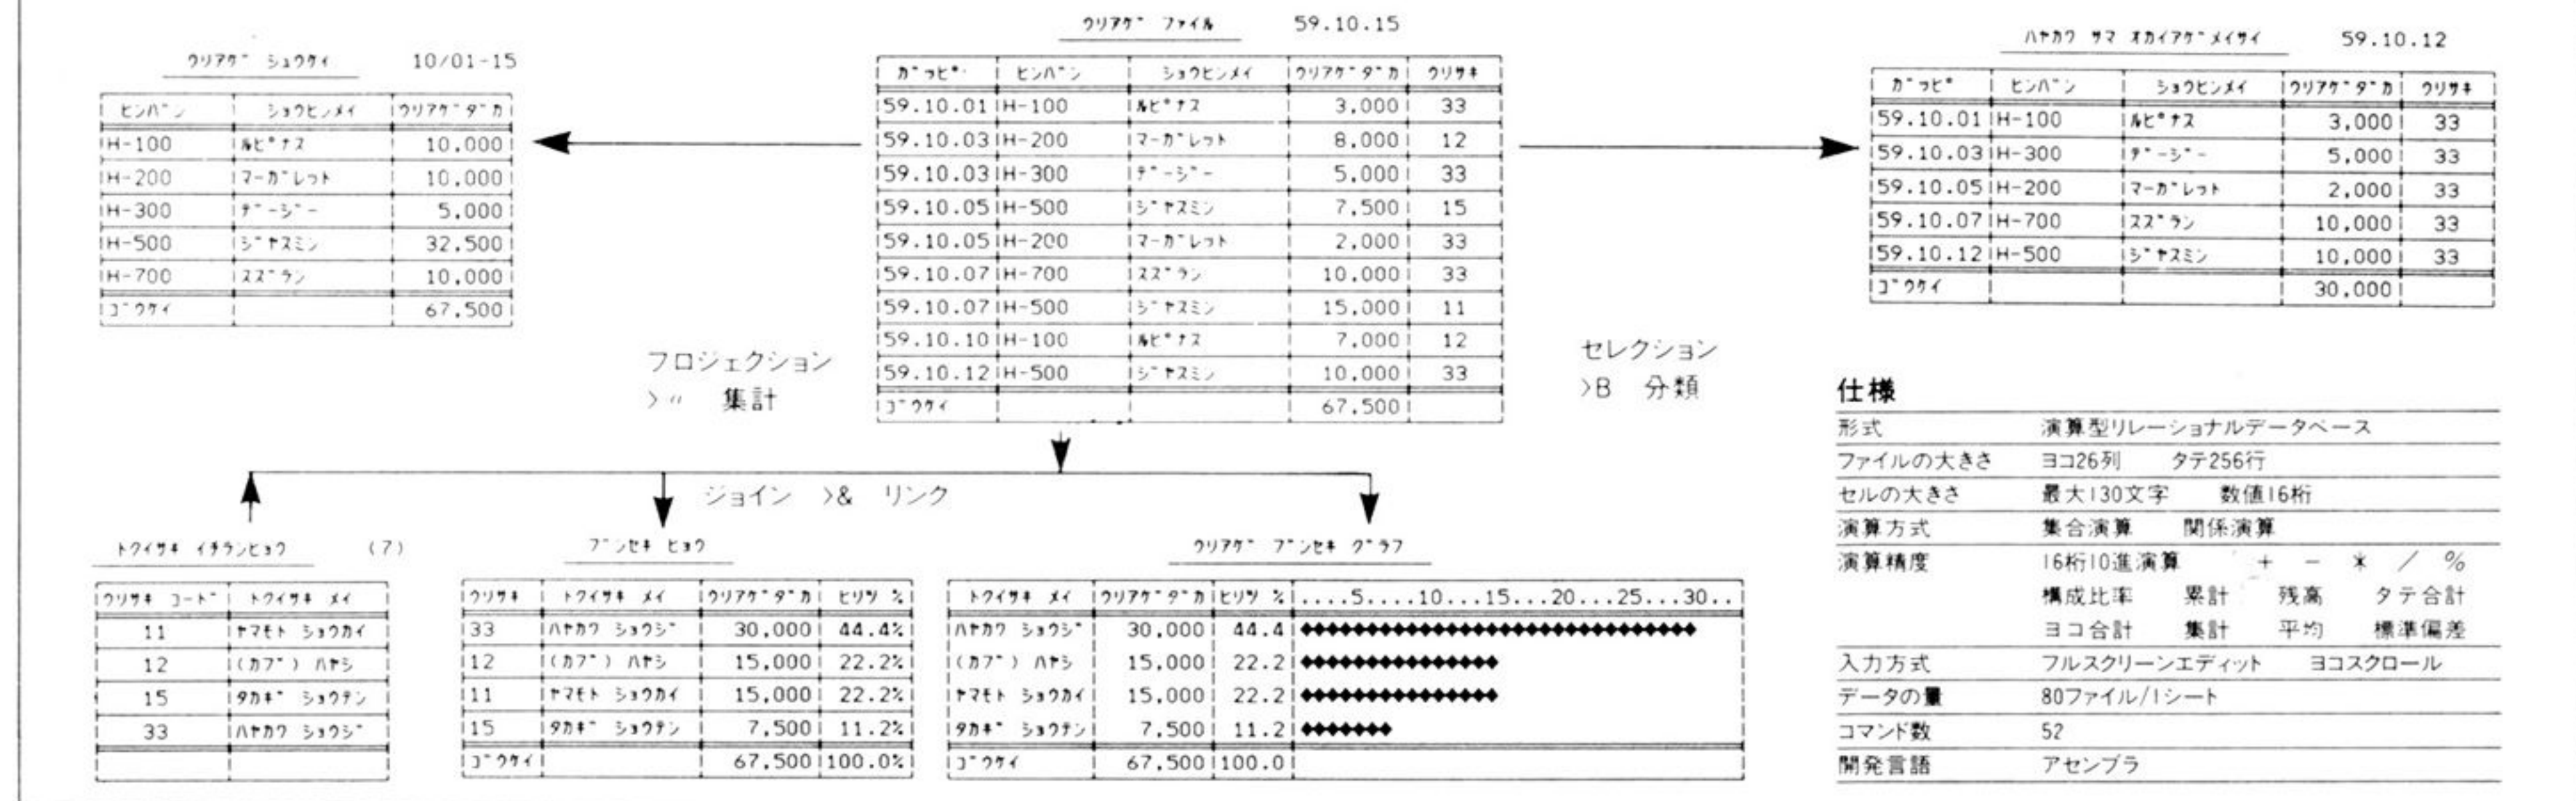 ウリアゲ ショウケイ 10/01-15
ヒンバン ショウヒンメイ ウリアゲダカ
H-100 ルピナス 10,000
H-200 マーガレット 10,000
H-300 デージー 5,000
H-500 ジャスミン 32,500
H-700 スズラン 10,000
ゴウケイ 67,500
ウリアゲ ファイル 59.10.15
ガッピ ヒンバン ショウヒンメイ ウリアゲダカ ウリサキ
59.10.01 H-100 ルピナス 3,000 33
59.10.03 H-200 マーガレット 8,000 12
59.10.03 H-300 デージー 5,000 33
59.10.05 H-500 ジャスミン 7,500 15
59.10.05 H-200 マーガレット 2,000 33
59.10.07 H-700 スズラン 10,000 33
59.10.07 H-500 ジャスミン 15,000 11
59.10.10 H-100 ルピナス 7,000 12
59.10.12 H-500 ジャスミン 10,000 33
ゴウケイ 67,500
ハヤカワ サマ オカイアゲメイサイ 59.10.12
ガッピ ヒンバン ショウヒンメイ ウリアゲダカ ウリサキ
59.10.01 H-100 ルピナス 3,000 33
59.10.03 H-300 デージー 5,000 33
59.10.05 H-200 マーガレット 2,000 33
59.10.07 H-700 スズラン 10,000 33
59.10.12 H-500 ジャスミン 10,000 33
ゴウケイ 30,000
プロジェクション
>〃 集計
セレクション
>B 分類
ジョイン >& リンク
トクイサキ イチランヒョウ (7)
ウリサキ コード トクイサキ メイ
11 ヤマモト ショウカイ
12 (カブ) ハヤシ
15 タカギ ショウテン
33 ハヤカワ ショウジ
ブンセキ ヒョウ
ウリサキ トクイサキ メイ ウリアゲダカ ヒリツ %
33 ハヤカワ ショウジ 30,000 44.4%
12 (カブ) ハヤシ 15,000 22.2%
11 ヤマモト ショウカイ 15,000 22.2%
15 タカギ ショウテン 7,500 11.2%
ゴウケイ 67,500 100.0%
ウリアゲ ブンセキ グラフ
トクイサキ メイ ウリアゲダカ ヒリツ % ....5....10...15...20...25...30..
ハヤカワ ショウジ 30,000 44.4
(カブ) ハヤシ 15,000 22.2
ヤマモト ショウカイ 15,000 22.2
タカギ ショウテン 7,500 11.2
ゴウケイ 67,500 100.0
仕様
形式 演算型リレーショナルデータベース
ファイルの大きさ ヨコ26列 タテ256行
セルの大きさ 最大130文字 数値16桁
演算方式 集合演算 関係演算
演算精度 16桁10進演算 + − * / %
構成比率 累計 残高 タテ合計
ヨコ合計 集計 平均 標準偏差
入力方式 フルスクリーンエディット ヨコスクロール
データの量 80ファイル/1シート
コマンド数 52
開発言語 アセンブラ